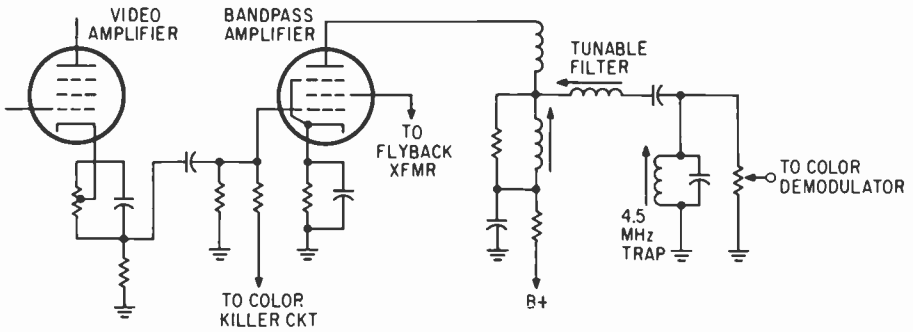 VIDEO
AMPLIFIER
BANDPASS
AMPLIFIER
TUNABLE
FILTER
TO
FLYBACK
XFMR
TO COLOR
DEMODULATOR
4.5
MHz
TRAP
TO COLOR
KILLER CKT
B+